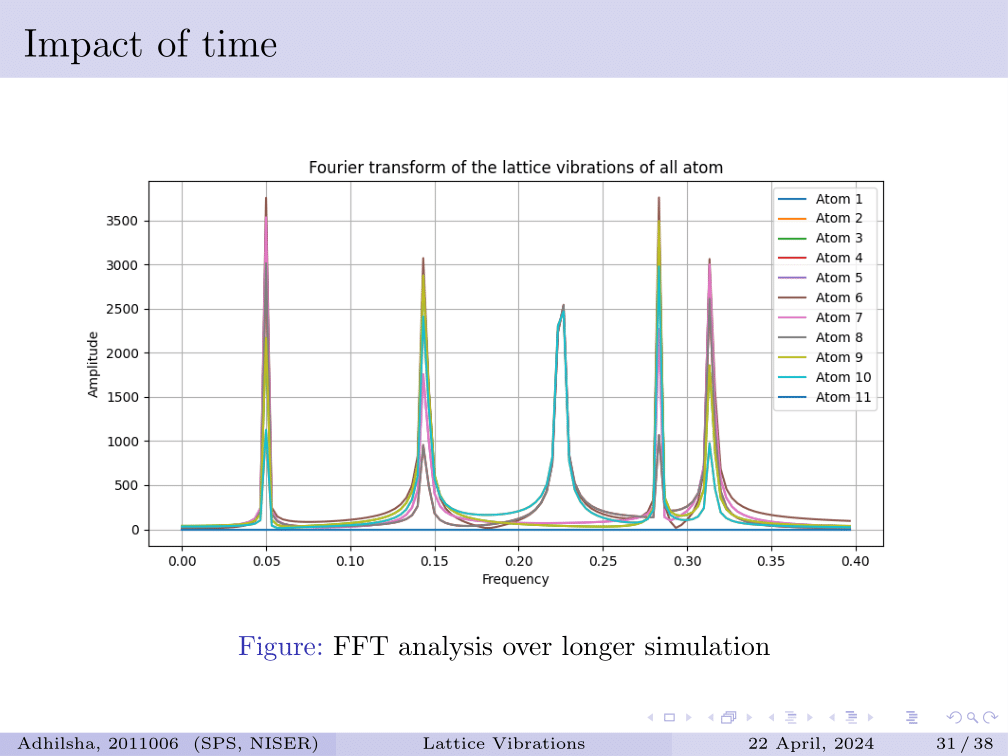 Impact of time
Fourier transform of the lattice vibrations of all atom
Amplitude
3500
3000
2500
2000
1500
1000
500
0
0.00 0.05 0.10 0.15 0.20 0.25 0.30 0.35 0.40
Frequency
Atom 1
Atom 2
Atom 3
Atom 4
Atom 5
Atom 6
Atom 7
Atom 8
Atom 9
Atom 10
Atom 11
Figure: FFT analysis over longer simulation
Adhilsha, 2011006 (SPS, NISER) Lattice Vibrations 22 April, 2024 31 / 38